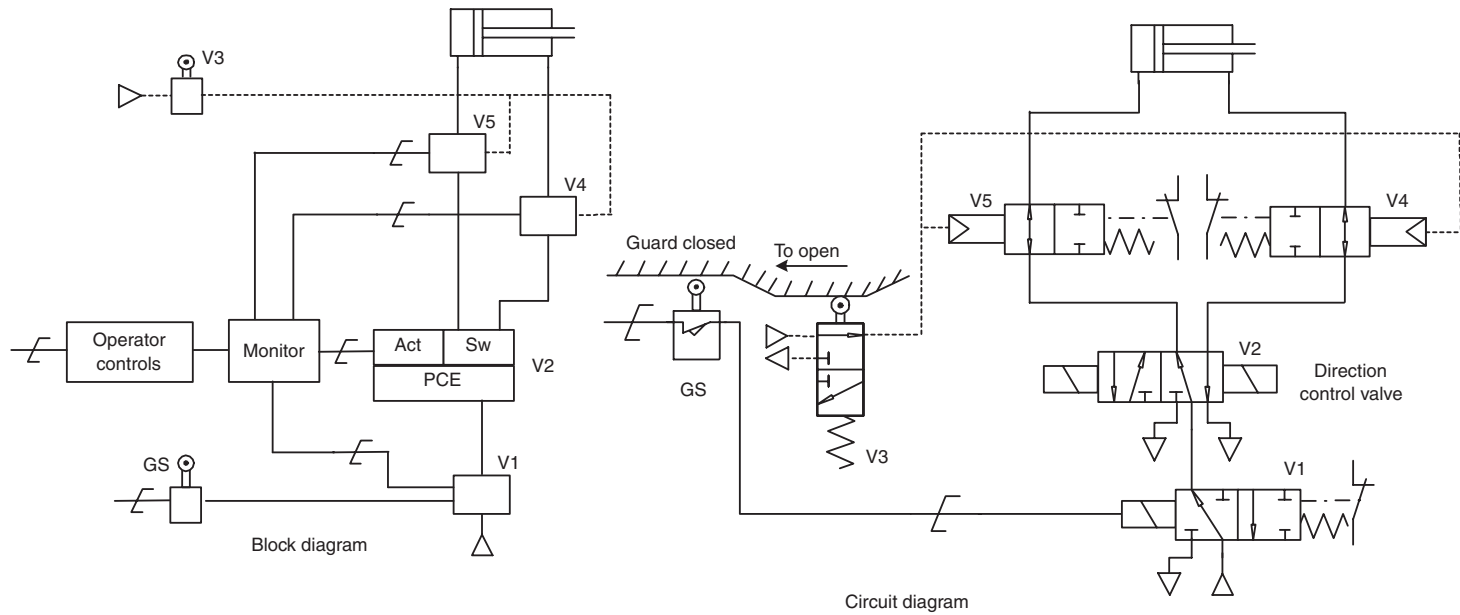 V3
V5
V4
Operator
controls
Monitor
Act
Sw
PCE
V2
GS
V1
Block diagram
Guard closed
To open
GS
V3
V5
V4
V2
Direction
control valve
V1
Circuit diagram